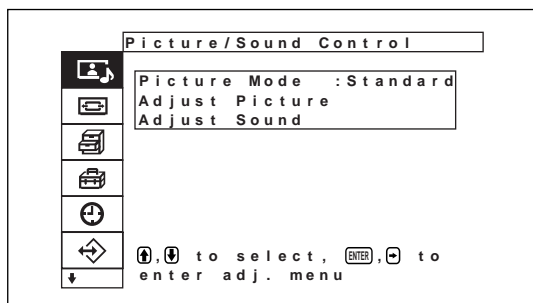 Picture/Sound Control
Picture Mode :Standard
Adjust Picture
Adjust Sound
↑,↓ to select, ENTER,→ to
enter adj. menu